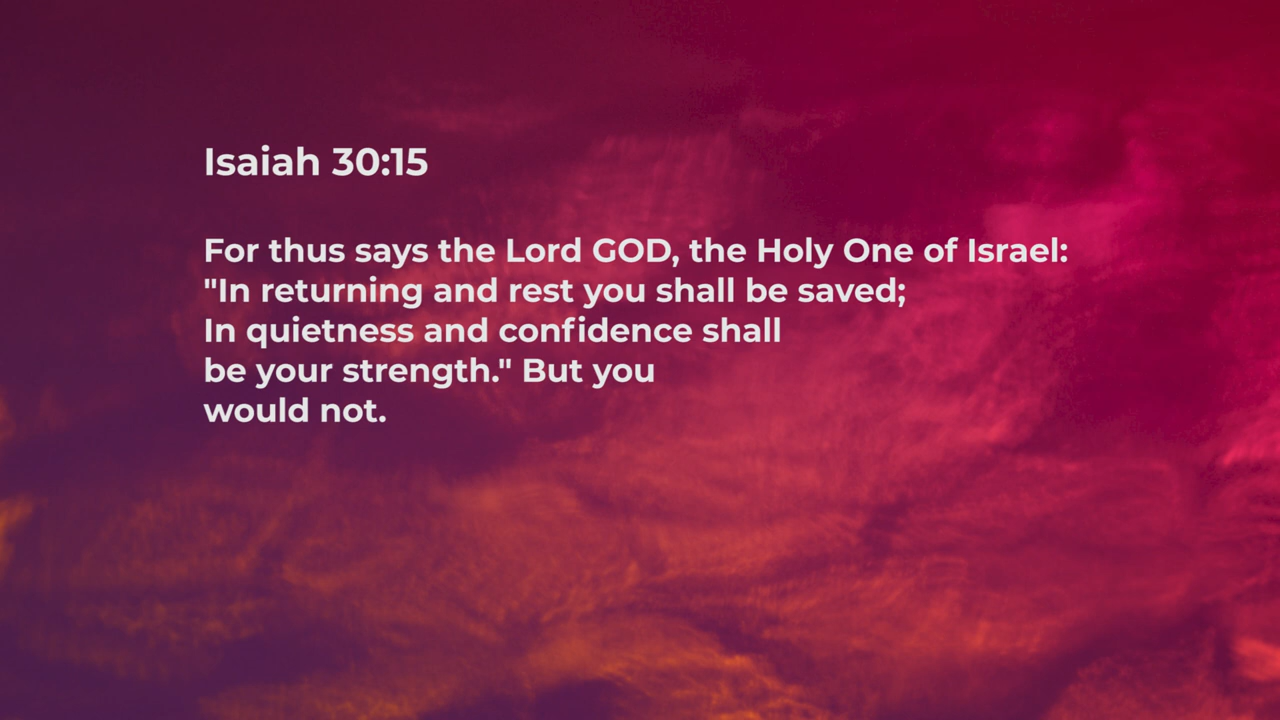 Isaiah 30:15
For thus says the Lord GOD, the Holy One of Israel:
"In returning and rest you shall be saved;
In quietness and confidence shall
be your strength." But you
would not.